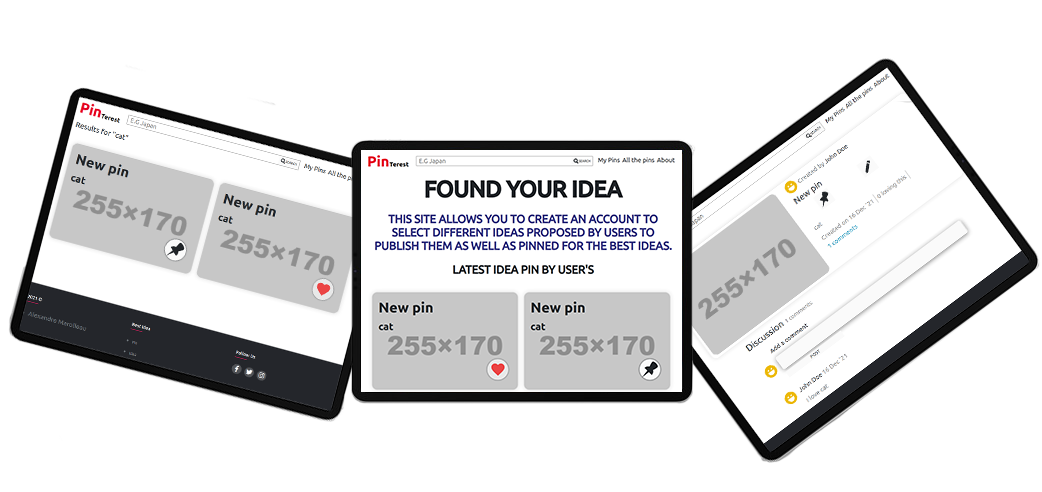 PinTerest
E.G Japan
SEARCH
My Pins All the p
Results for "cat"
New pin
cat
255×170
New pin
cat
255×170
2021 ©
Alexandre Marolleau
Best idea
Follow Us
PinTerest
E.G Japan
SEARCH
My Pins All the pins About
FOUND YOUR IDEA
THIS SITE ALLOWS YOU TO CREATE AN ACCOUNT TO
SELECT DIFFERENT IDEAS PROPOSED BY USERS TO
PUBLISH THEM AS WELL AS PINNED FOR THE BEST IDEAS.
LATEST IDEA PIN BY USER'S
New pin
cat
255×170
New pin
cat
255×170
apan
SEARCH
My Pins All the pins About
Created by John Doe
New pin
cat
Created on 16 Dec '21 | 0 loving this
1 comments
255×170
Discussion 1 comments
Add a comment
John Doe 16 Dec '21
I love cat